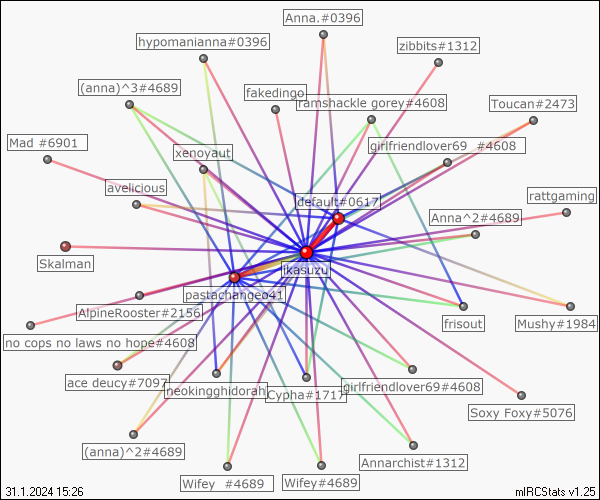 Anna.#0396
hypomanianna#0396
zibbits#1312
(anna)^3#4689
fakedingo
ramshackle gorey#4608
Toucan#2473
Mad #6901
xenoyaut
girlfriendlover69 #4608
avelicious
default#0617
rattgaming
Anna^2#4689
Skalman
ikasuzu
pastachangeo41
AlpineRooster#2156
frisout
Mushy#1984
no cops no laws no hope#4608
ace deucy#7097
neokingghidorah
Cypha#1717
girlfriendlover69#4608
Soxy Foxy#5076
(anna)^2#4689
Annarchist#1312
Wifey #4689
Wifey#4689
31.1.2024 15:26
mIRCStats v1.25